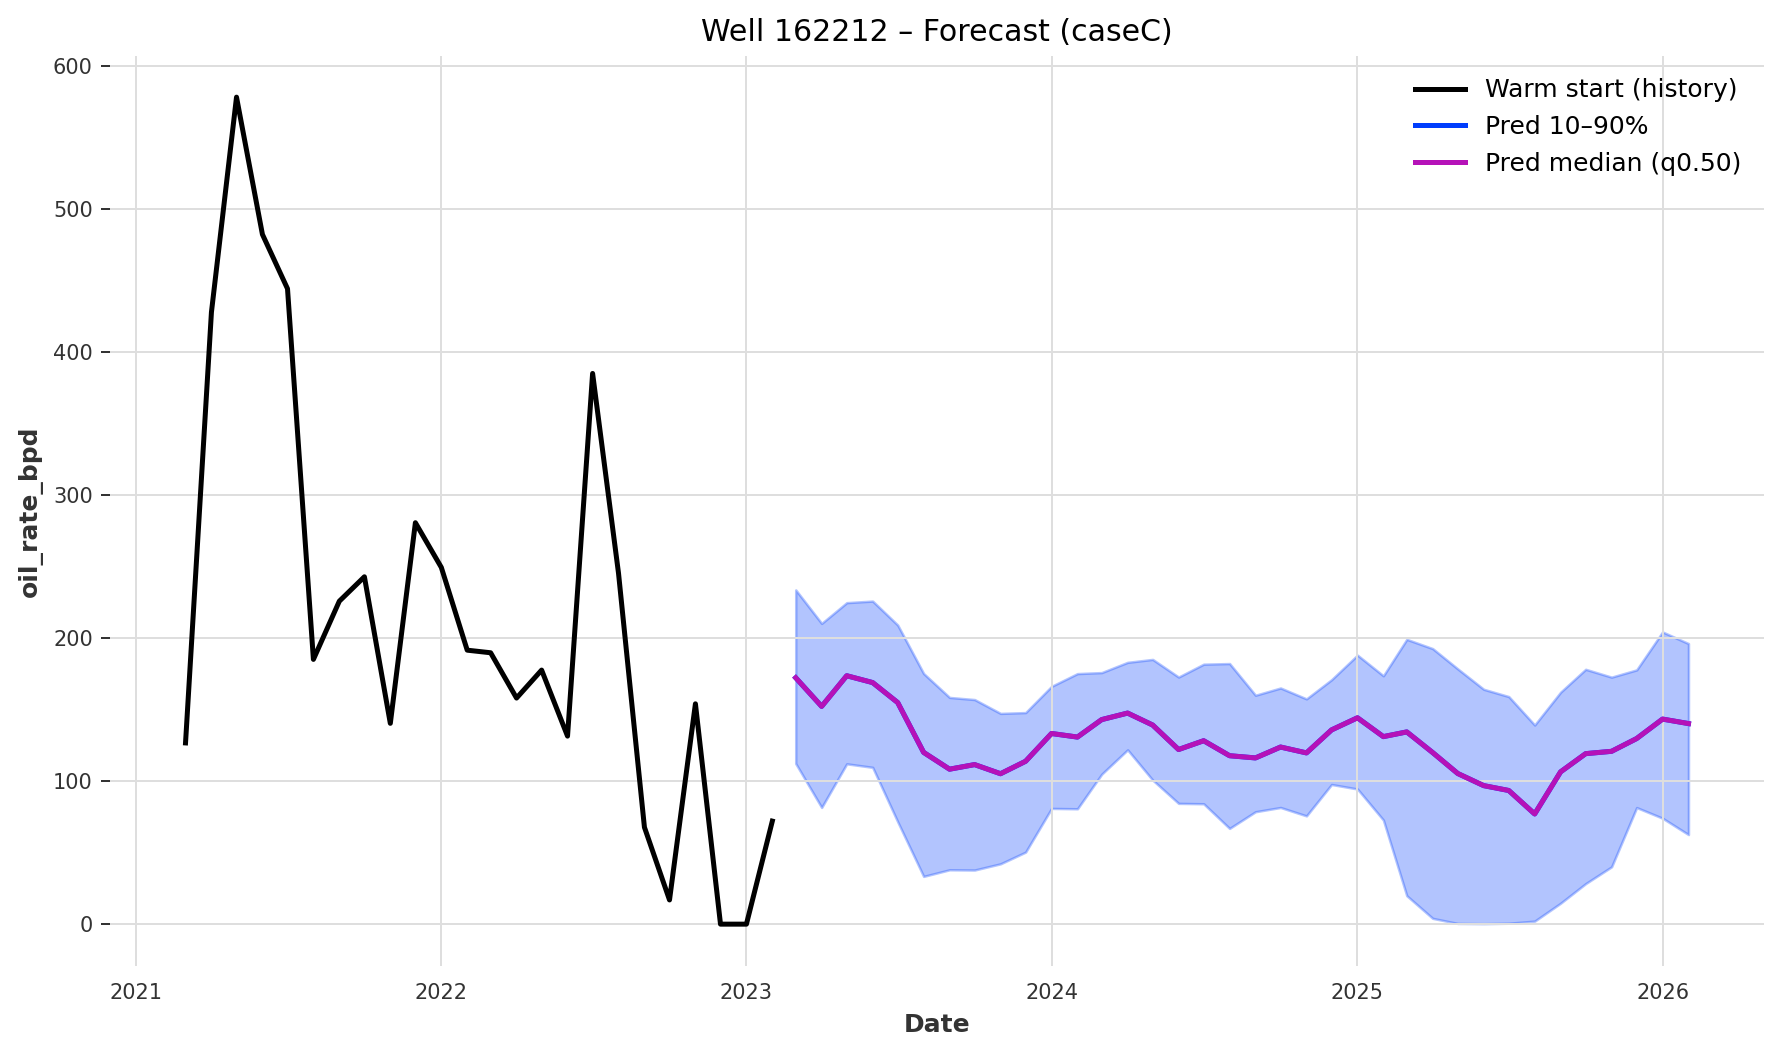 Well 162212 – Forecast (caseC)
Warm start (history)
Pred 10–90%
Pred median (q0.50)
oil_rate_bpd
600
500
400
300
200
100
0
2021 2022 2023 2024 2025 2026
Date